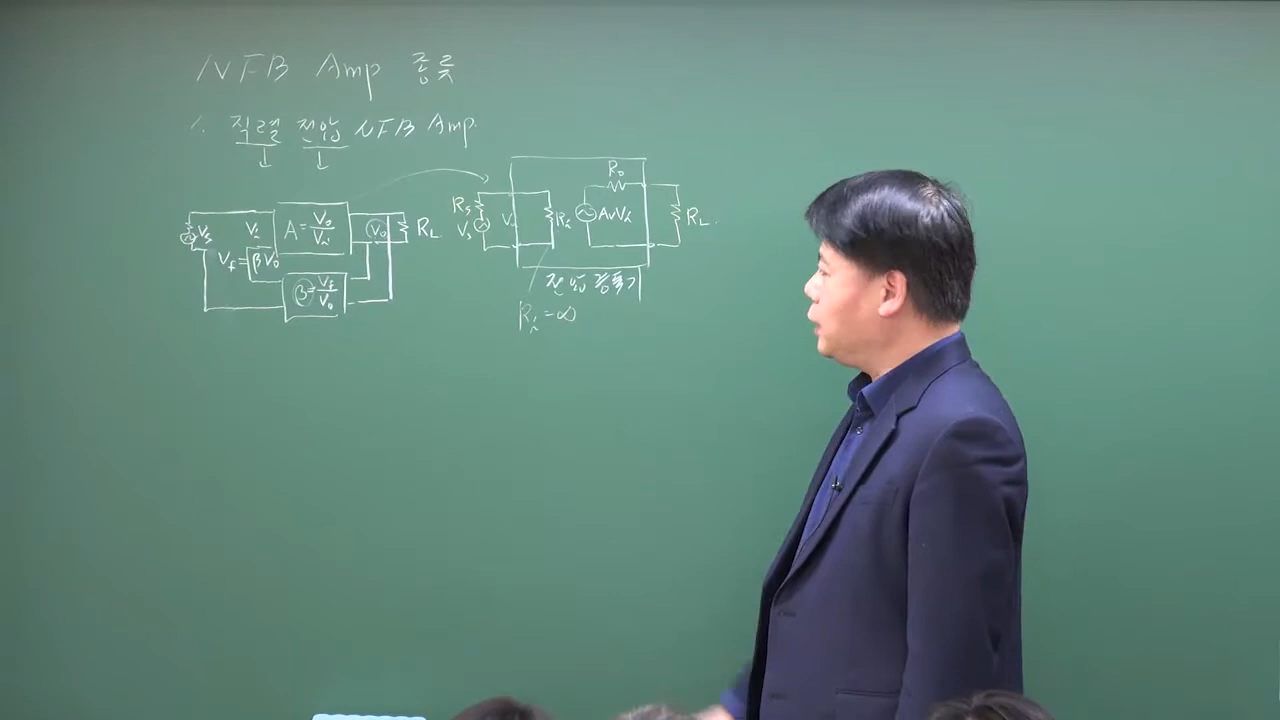 NFB Amp 종류
1. 직렬 전압 NFB Amp.
Vs Vi A = Vo/Vi Vo RL
Vf = βVo
β = Vf/Vo
Rs Vs Vi Ri Ro AvVi RL
전압 증폭기
Ri = ∞